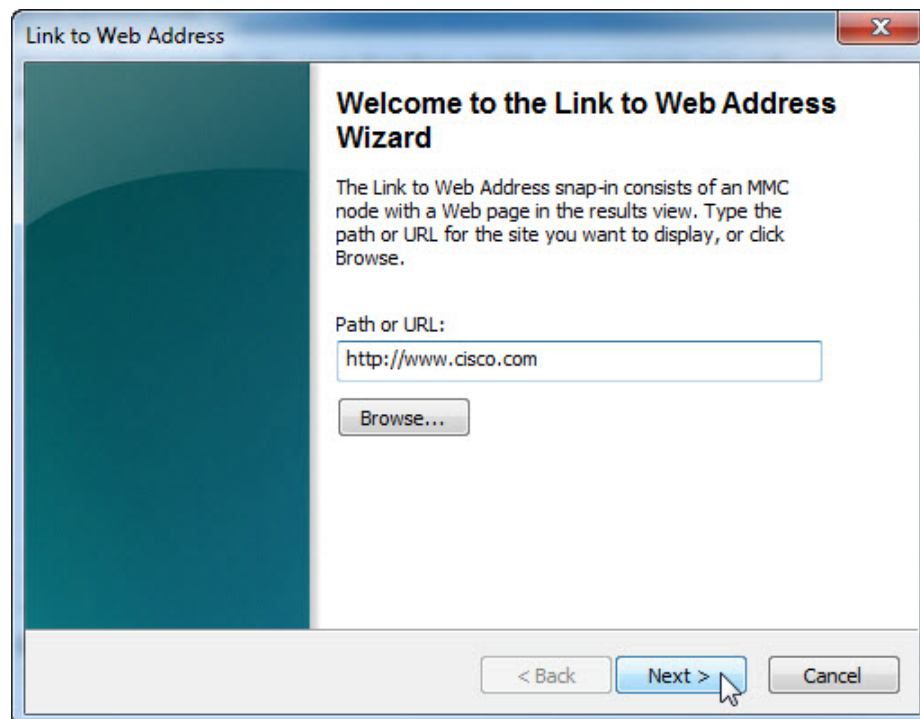 Link to Web Address
X
Welcome to the Link to Web Address
Wizard
The Link to Web Address snap-in consists of an MMC
node with a Web page in the results view. Type the
path or URL for the site you want to display, or click
Browse.
Path or URL:
http://www.cisco.com
Browse...
< Back Next > Cancel